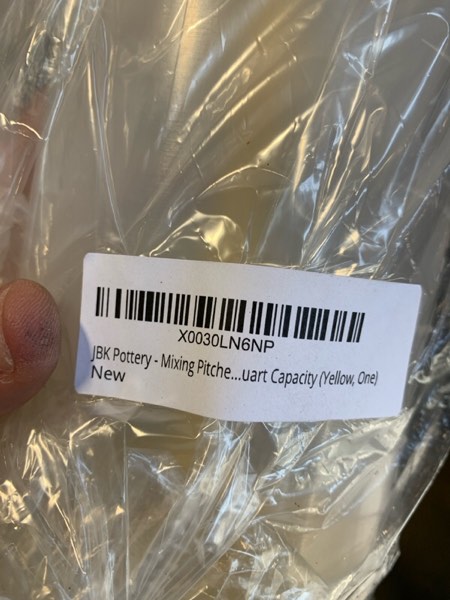 X0030LN6NP
JBK Pottery - Mixing Pitche...uart Capacity (Yellow, One)
New